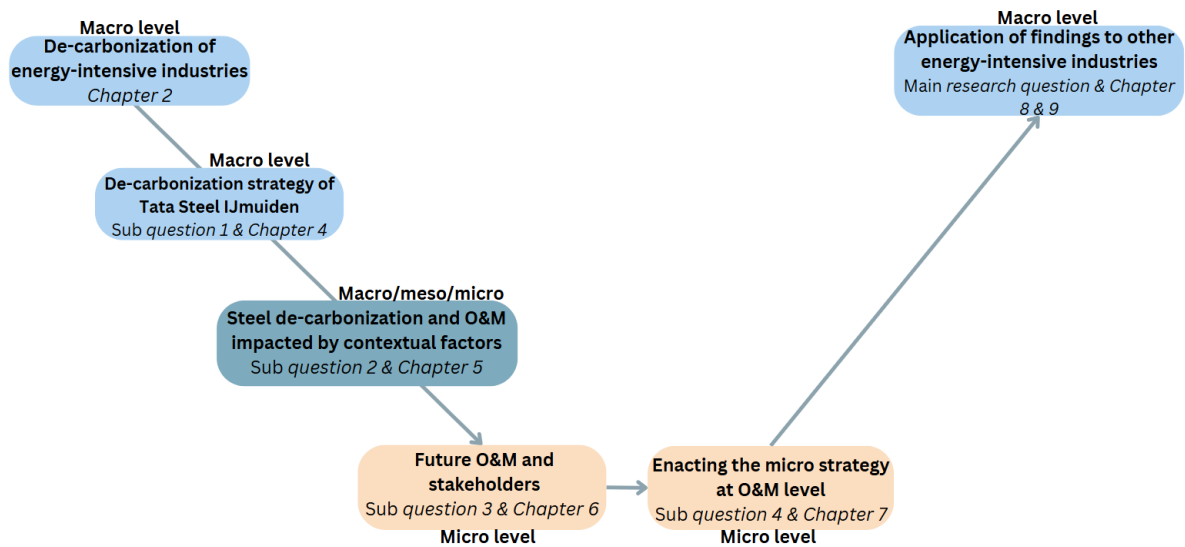 Macro level
De-carbonization of
energy-intensive industries
Chapter 2
Macro level
De-carbonization strategy of
Tata Steel IJmuiden
Sub question 1 & Chapter 4
Macro/meso/micro
Steel de-carbonization and O&M
impacted by contextual factors
Sub question 2 & Chapter 5
Future O&M and
stakeholders
Sub question 3 & Chapter 6
Micro level
Enacting the micro strategy
at O&M level
Sub question 4 & Chapter 7
Micro level
Macro level
Application of findings to other
energy-intensive industries
Main research question & Chapter
8 & 9